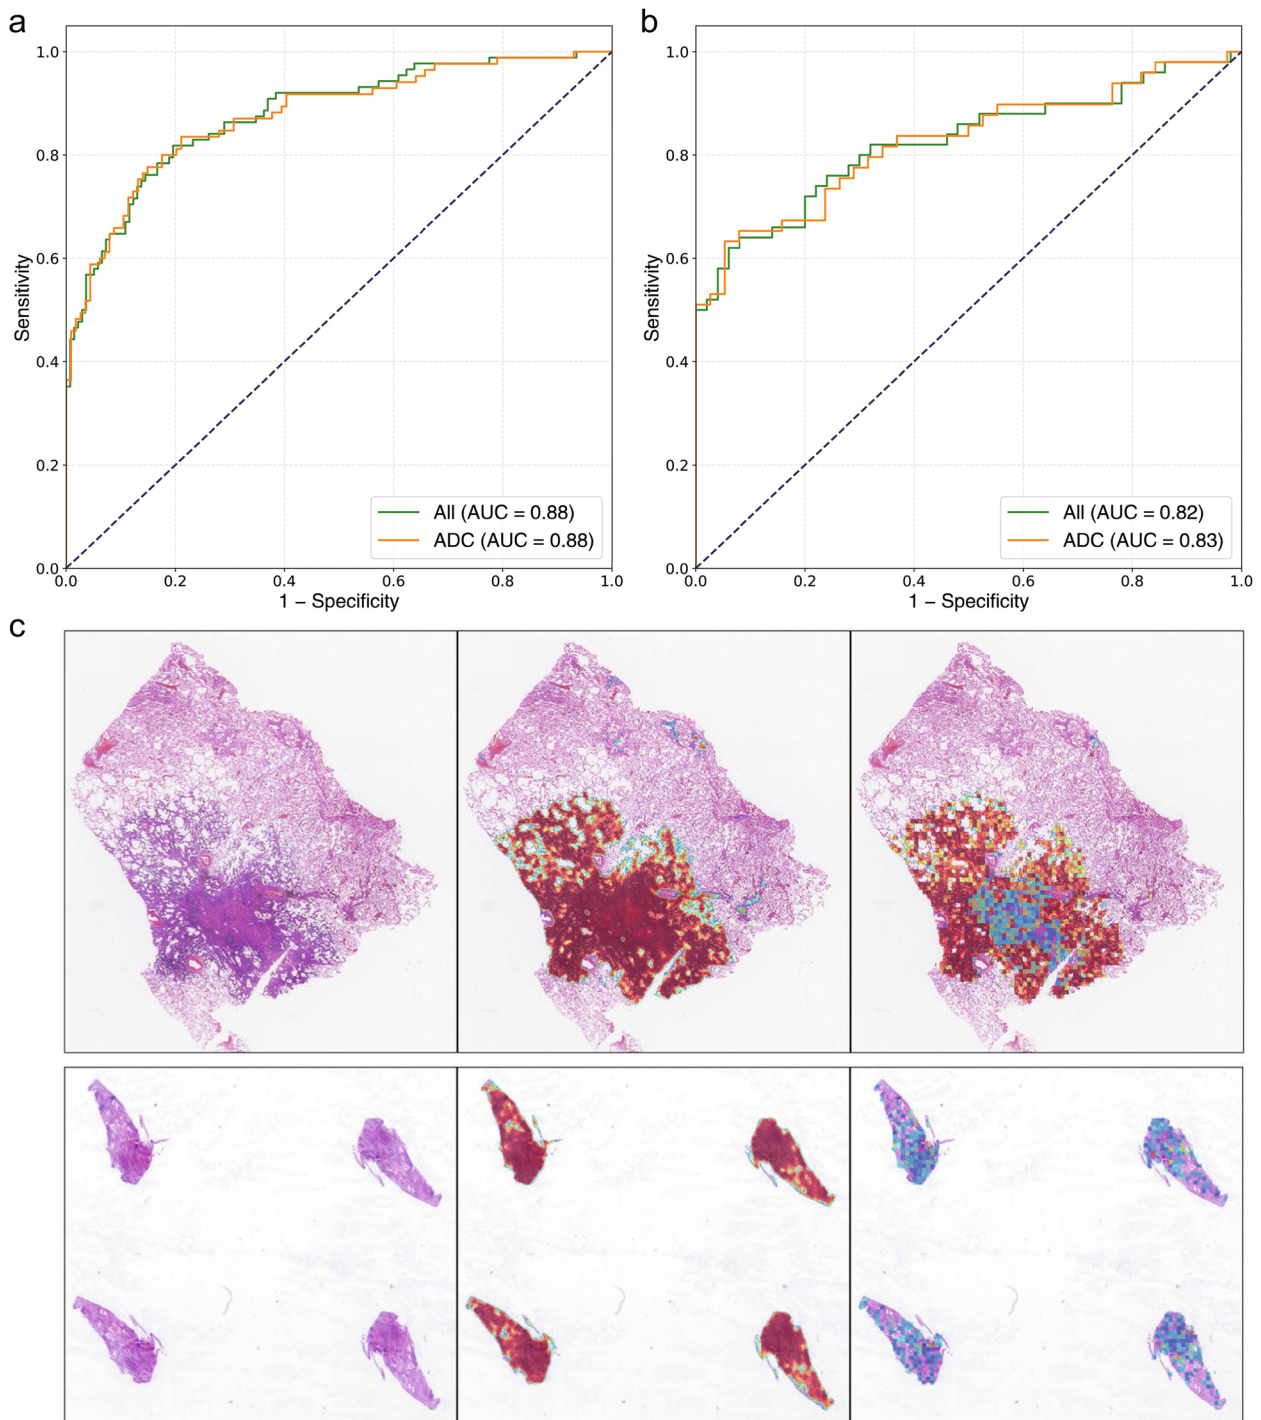 a
1.0
0.8
0.6
0.4
0.2
0.0
Sensitivity
0.0 0.2 0.4 0.6 0.8 1.0
1 – Specificity
All (AUC = 0.88)
ADC (AUC = 0.88)
b
1.0
0.8
0.6
0.4
0.2
0.0
Sensitivity
0.0 0.2 0.4 0.6 0.8 1.0
1 – Specificity
All (AUC = 0.82)
ADC (AUC = 0.83)
c